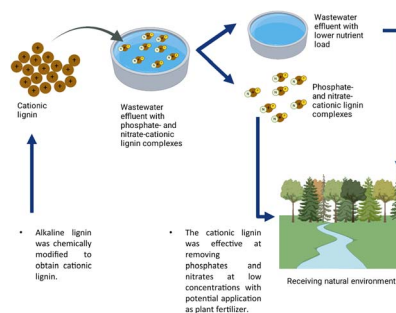 Cationic
lignin
Wastewater
effluent with
phosphate- and
nitrate-cationic
lignin complexes
Wastewater
effluent with
lower nutrient
load
Phosphate-
and nitrate-
cationic lignin
complexes
• Alkaline lignin
was chemically
modified to
obtain cationic
lignin.
• The cationic lignin
was effective at
removing
phosphates and
nitrates at low
concentrations with
potential application
as plant fertilizer.
Receiving natural environment